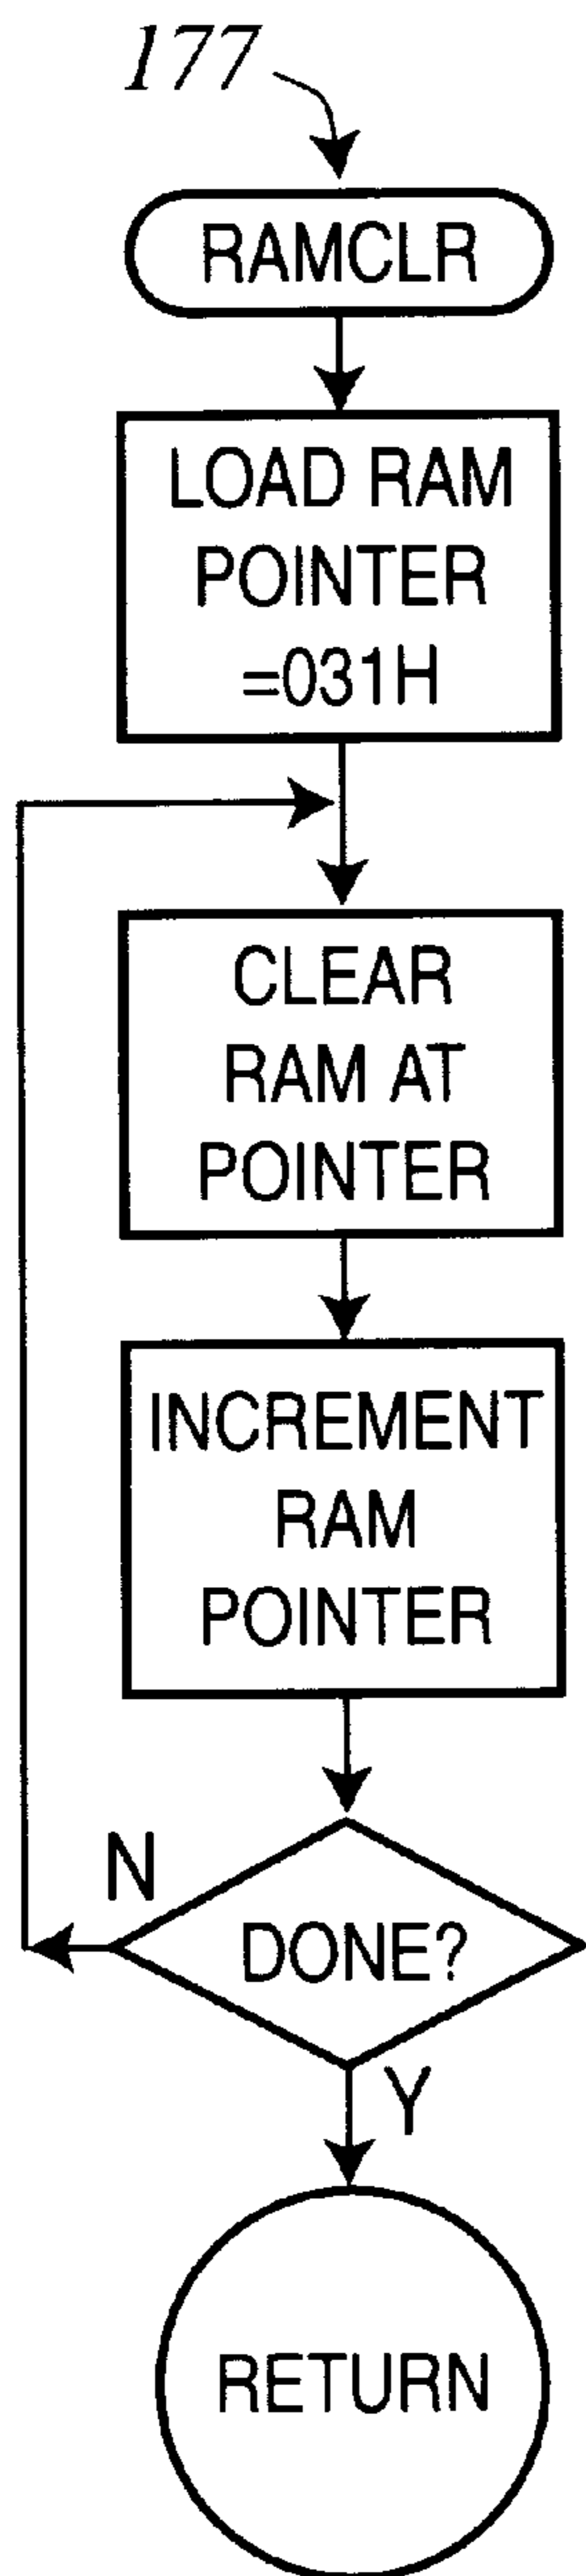 177
RAMCLR
LOAD RAM
POINTER
=031H
CLEAR
RAM AT
POINTER
INCREMENT
RAM
POINTER
N
DONE?
Y
RETURN